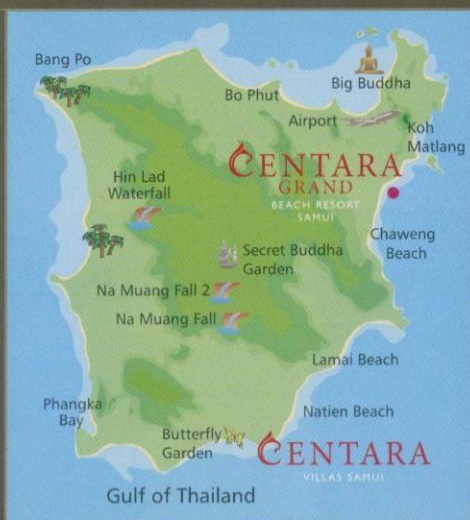 Bang Po
Big Buddha
Bo Phut
Airport
Koh
Matlang
CENTARA
GRAND
BEACH RESORT
SAMUI
Hin Lad
Waterfall
Chaweng
Beach
Secret Buddha
Garden
Na Muang Fall 2
Na Muang Fall
Lamai Beach
Phangka
Bay
Natien Beach
Butterfly
Garden
CENTARA
VILLAS SAMUI
Gulf of Thailand